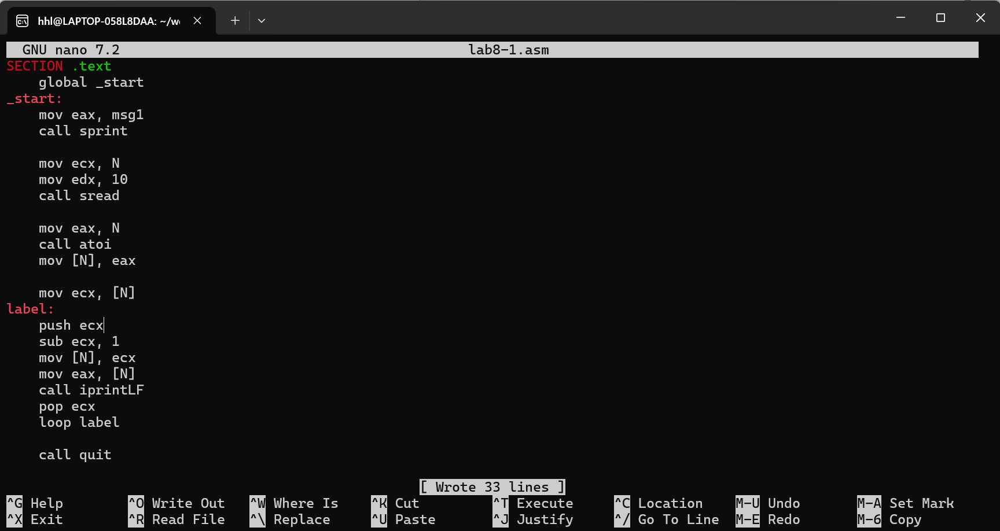 hhl@LAPTOP-058L8DAA: ~/w
GNU nano 7.2 lab8-1.asm
SECTION .text
global _start
_start:
mov eax, msg1
call sprint
mov ecx, N
mov edx, 10
call sread
mov eax, N
call atoi
mov [N], eax
mov ecx, [N]
label:
push ecx
sub ecx, 1
mov [N], ecx
mov eax, [N]
call iprintLF
pop ecx
loop label
call quit
[ Wrote 33 lines ]
^G Help ^O Write Out ^W Where Is ^K Cut ^T Execute ^C Location M-U Undo M-A Set Mark
^X Exit ^R Read File ^\ Replace ^U Paste ^J Justify ^/ Go To Line M-E Redo M-6 Copy